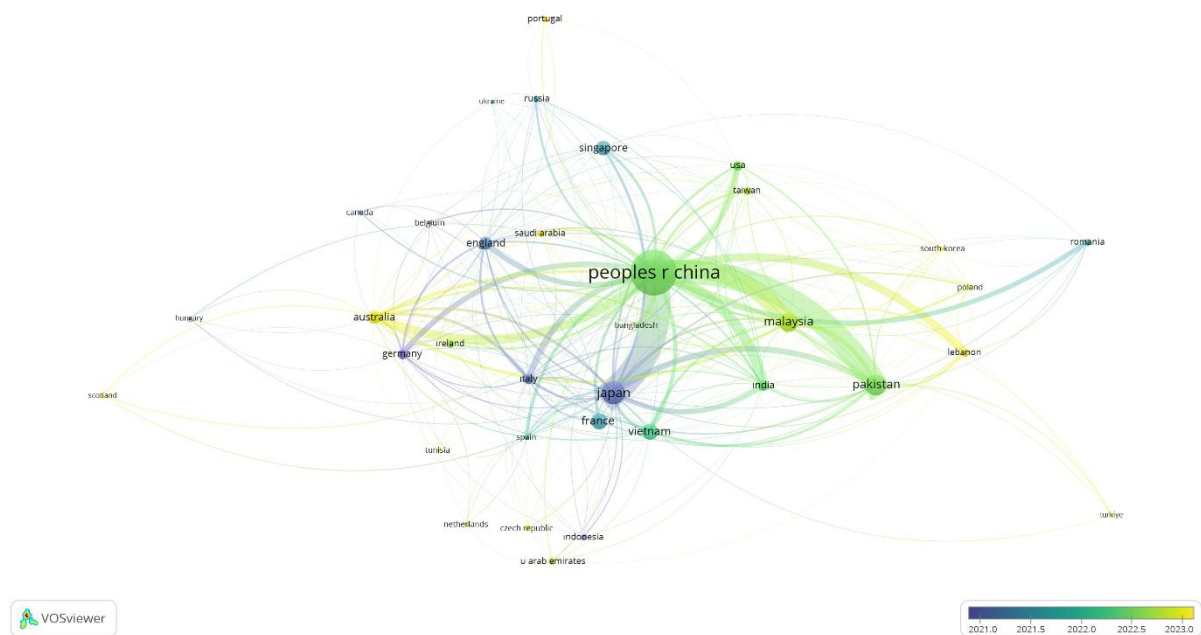 portugal
ukraine
russia
singapore
usa
taiwan
canada
belgium
england
saudi arabia
south korea
romania
peoples r china
poland
hungary
australia
malaysia
bangladesh
ireland
germany
lebanon
italy
india
pakistan
scotland
japan
france
vietnam
spain
tunisia
turkiye
netherlands
czech republic
indonesia
u arab emirates
VOSviewer
2021.0 2021.5 2022.0 2022.5 2023.0